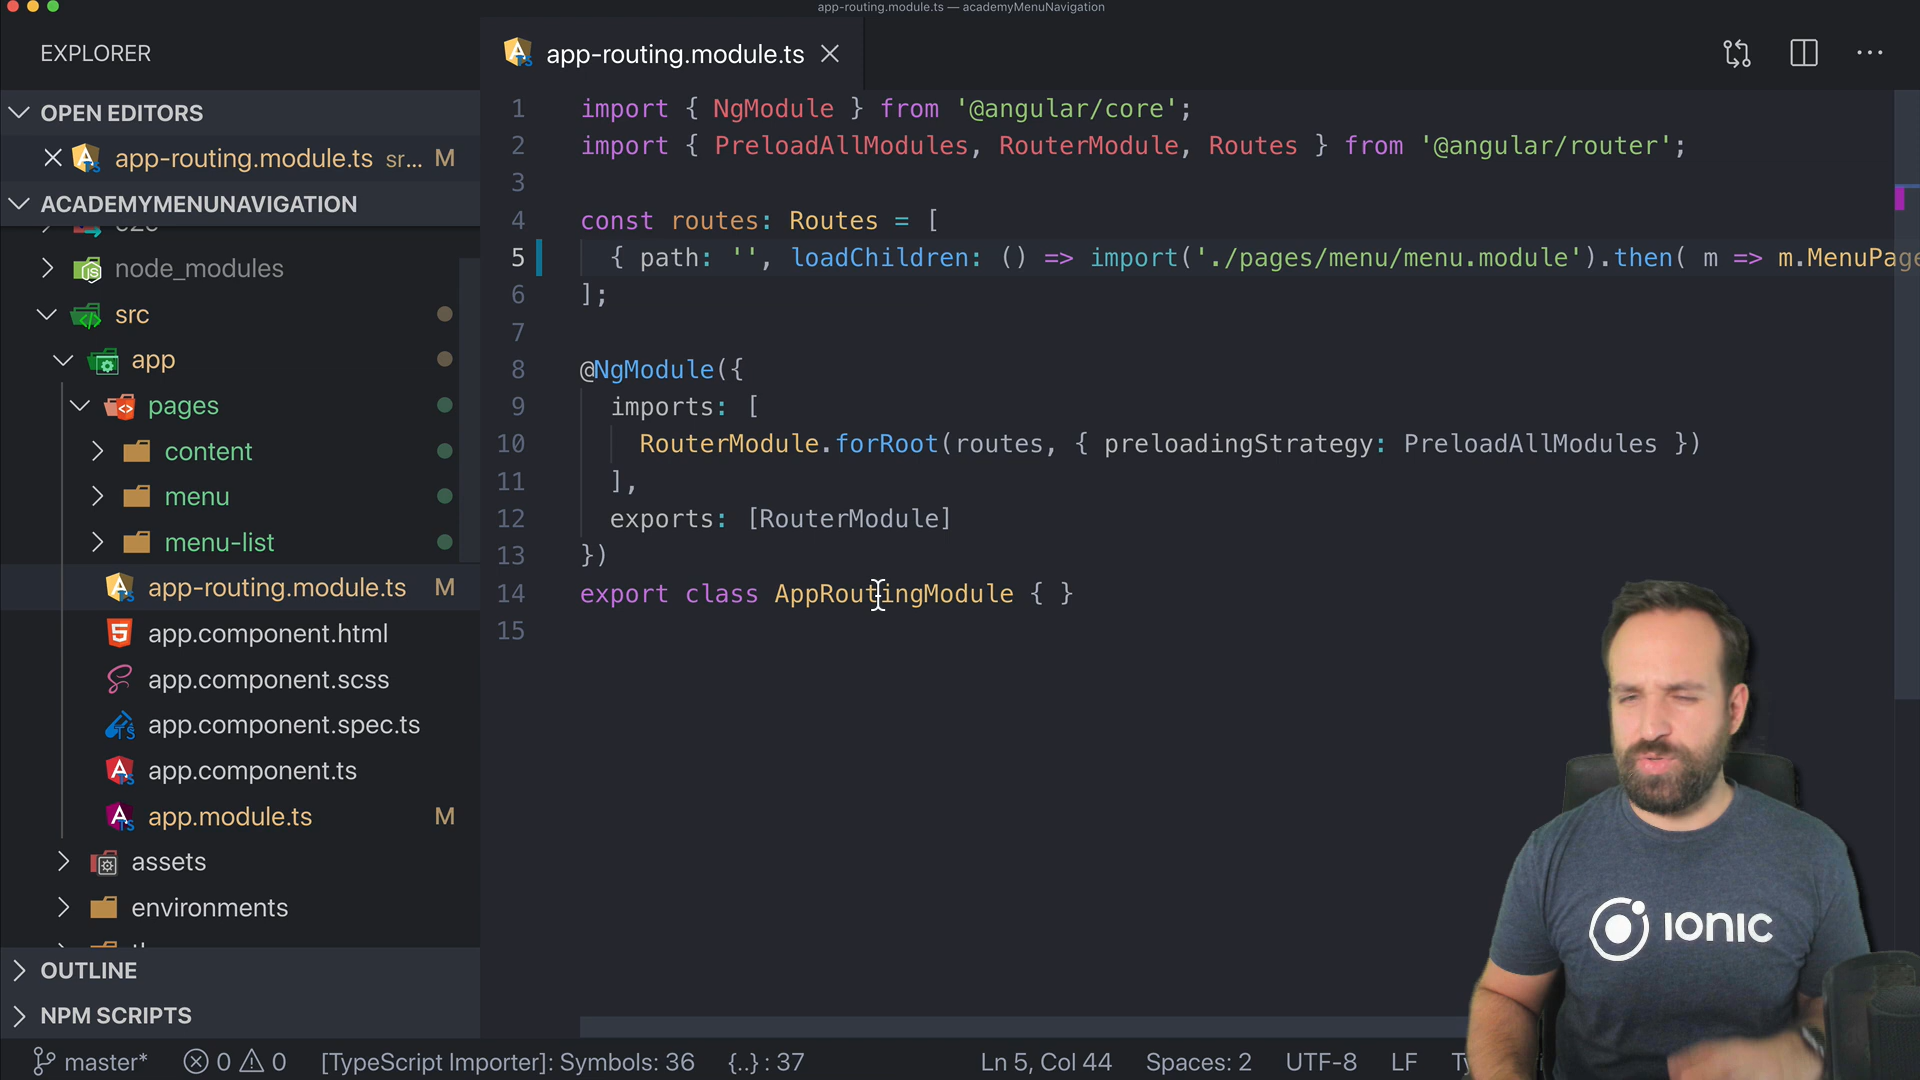 app-routing.module.ts — academyMenuNavigation
EXPLORER
OPEN EDITORS
app-routing.module.ts sr... M
ACADEMYMENUNAVIGATION
node_modules
src
app
pages
content
menu
menu-list
app-routing.module.ts M
app.component.html
app.component.scss
app.component.spec.ts
app.component.ts
app.module.ts M
assets
environments
OUTLINE
NPM SCRIPTS
app-routing.module.ts
1 import { NgModule } from '@angular/core';
2 import { PreloadAllModules, RouterModule, Routes } from '@angular/router';
3
4 const routes: Routes = [
5 { path: '', loadChildren: () => import('./pages/menu/menu.module').then( m => m.MenuPage
6 ];
7
8 @NgModule({
9 imports: [
10 RouterModule.forRoot(routes, { preloadingStrategy: PreloadAllModules })
11 ],
12 exports: [RouterModule]
13 })
14 export class AppRoutingModule { }
15
IONIC
master* 0 0 [TypeScript Importer]: Symbols: 36 {..} : 37 Ln 5, Col 44 Spaces: 2 UTF-8 LF